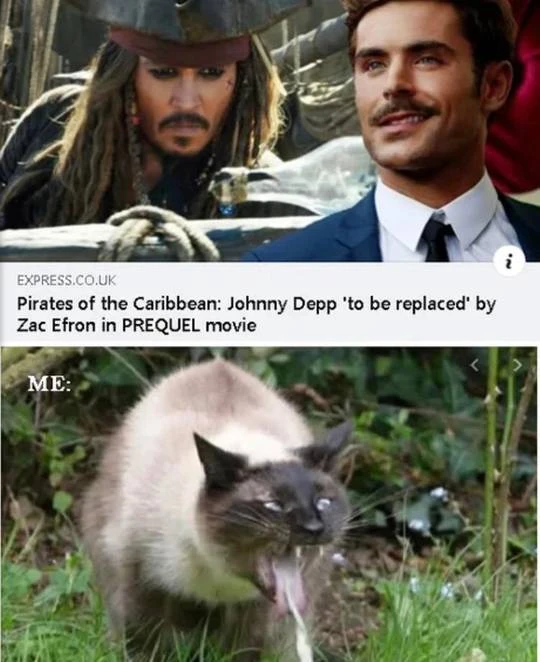 EXPRESS.CO.UK
Pirates of the Caribbean: Johnny Depp 'to be replaced' by
Zac Efron in PREQUEL movie
ME: